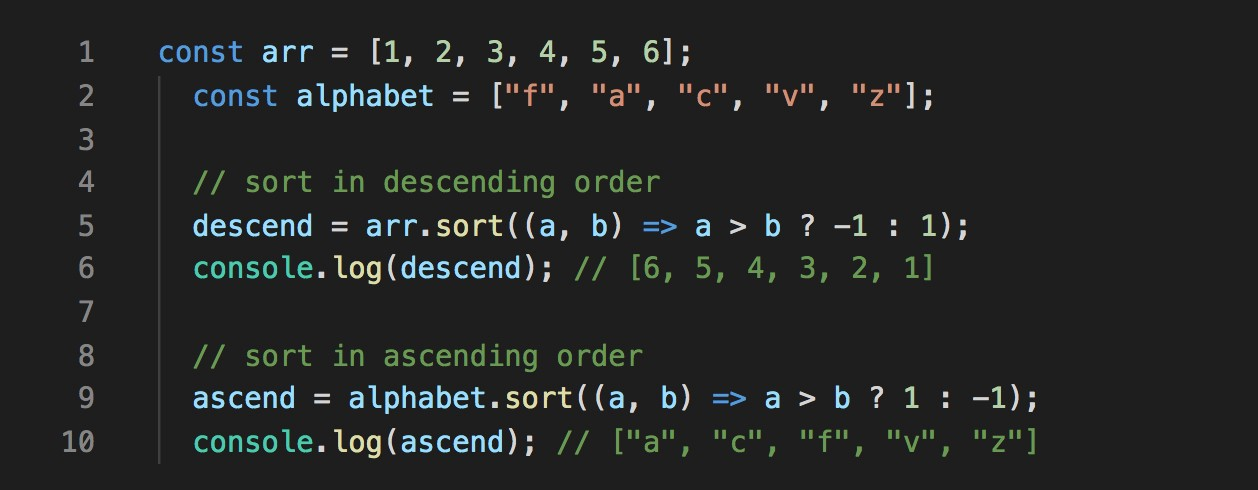 1 const arr = [1, 2, 3, 4, 5, 6];
2 const alphabet = ["f", "a", "c", "v", "z"];
3
4 // sort in descending order
5 descend = arr.sort((a, b) => a > b ? -1 : 1);
6 console.log(descend); // [6, 5, 4, 3, 2, 1]
7
8 // sort in ascending order
9 ascend = alphabet.sort((a, b) => a > b ? 1 : -1);
10 console.log(ascend); // ["a", "c", "f", "v", "z"]